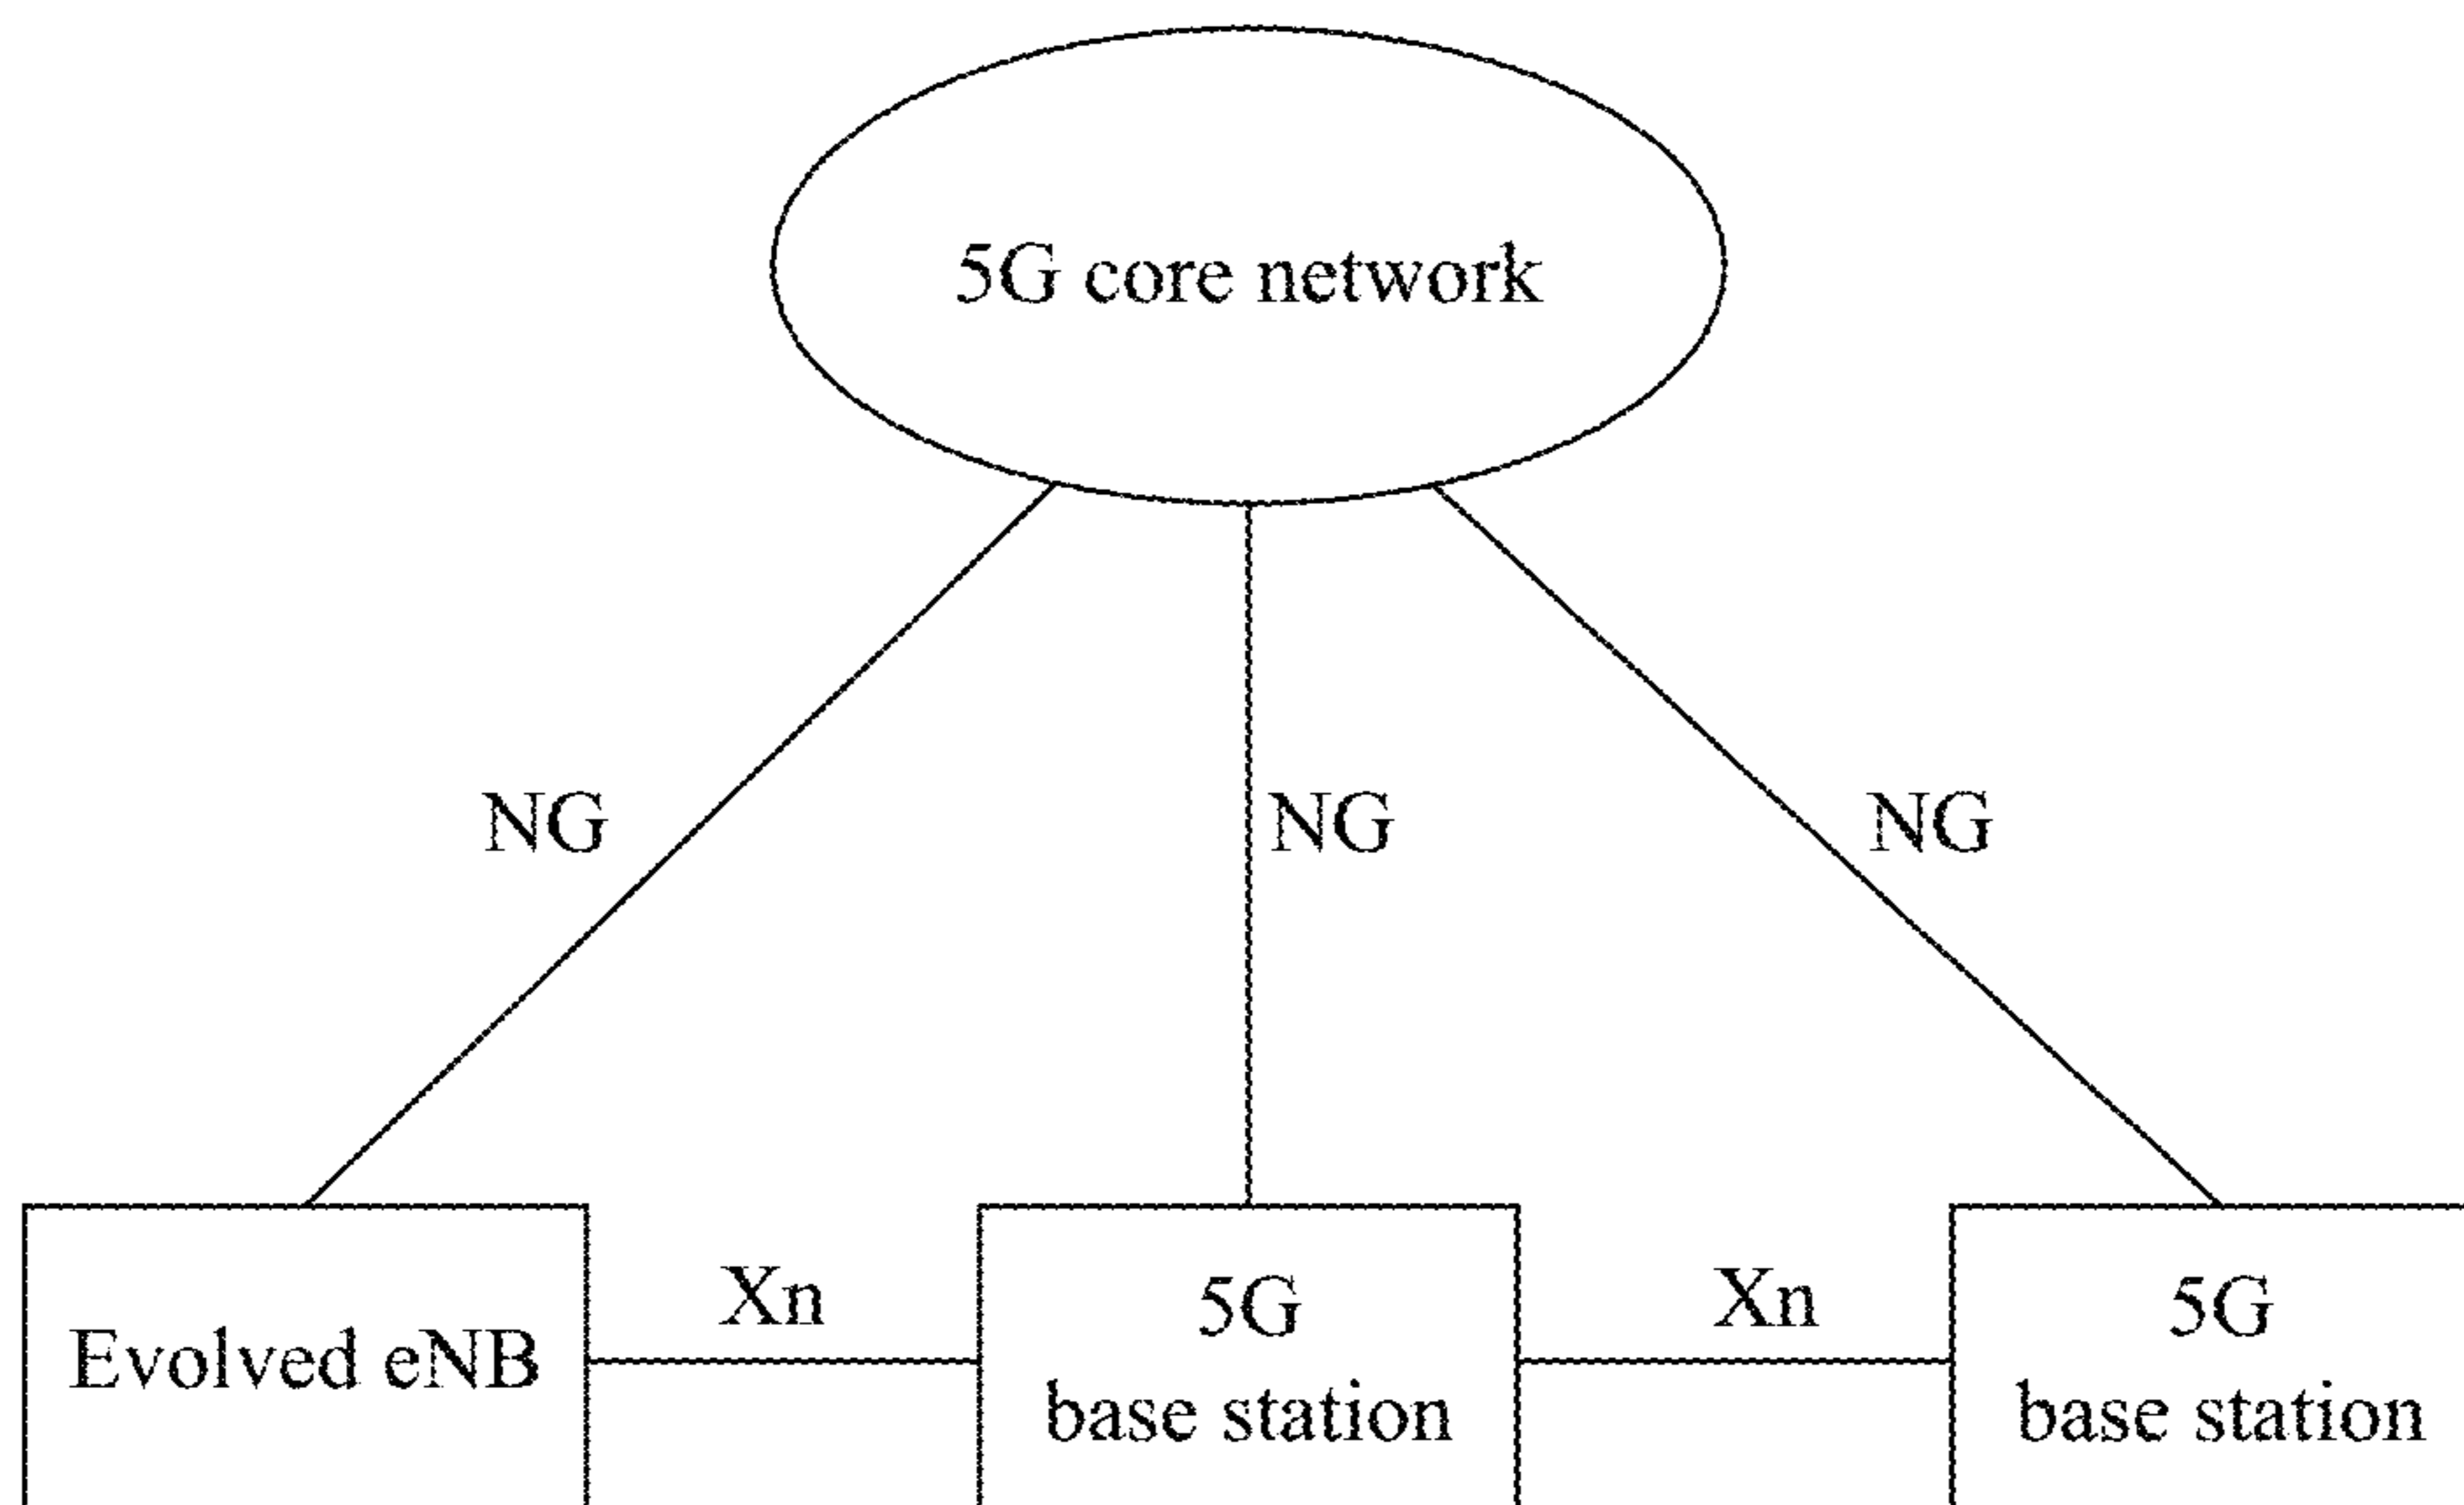 5G core network
NG
NG
NG
Xn
Xn
Evolved eNB
5G
base station
5G
base station